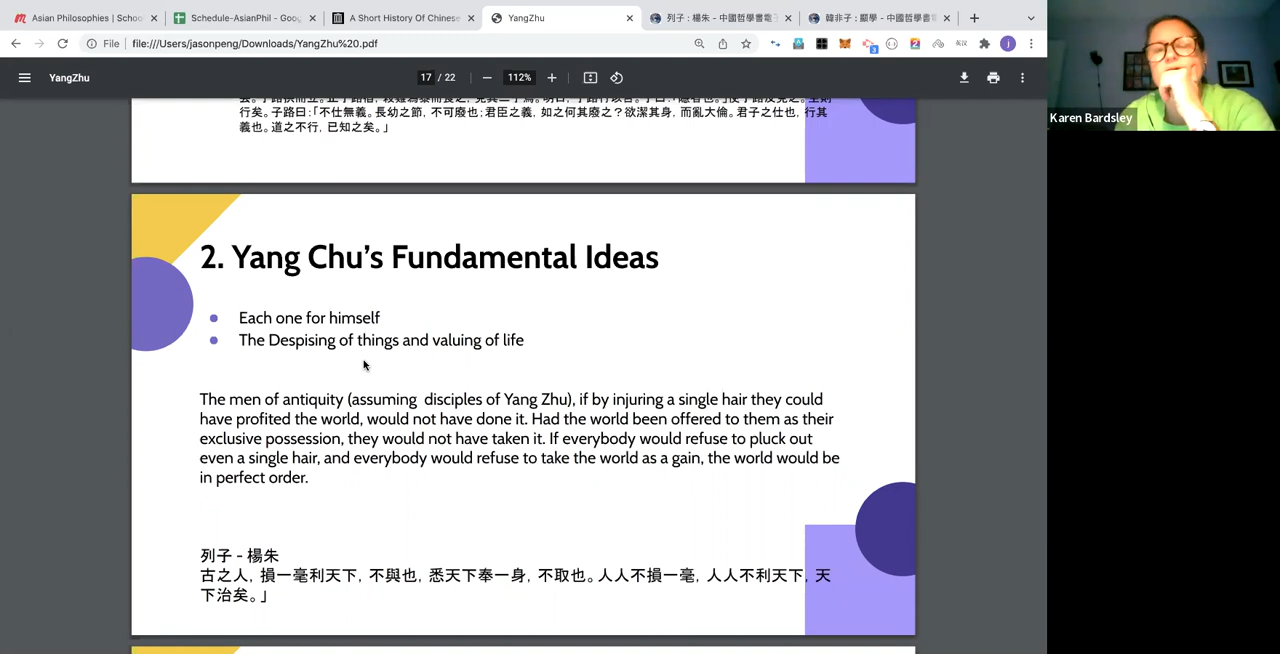 Asian Philosophies | Schoo
Schedule-AsianPhil - Goog
A Short History Of Chinese
YangZhu
列子 : 楊朱 - 中國哲學書電
韓非子 : 顯學 - 中國哲學書電
File | file:///Users/jasonpeng/Downloads/YangZhu%20.pdf
YangZhu
17 / 22
112%
行矣。子路曰：「不仕無義。長幼之節，不可廢也；君臣之義，如之何其廢之？欲潔其身，而亂大倫。君子之仕也，行其
義也。道之不行，已知之矣。」
2. Yang Chu’s Fundamental Ideas
Each one for himself
The Despising of things and valuing of life
The men of antiquity (assuming disciples of Yang Zhu), if by injuring a single hair they could
have profited the world, would not have done it. Had the world been offered to them as their
exclusive possession, they would not have taken it. If everybody would refuse to pluck out
even a single hair, and everybody would refuse to take the world as a gain, the world would be
in perfect order.
列子 - 楊朱
古之人，損一毫利天下，不與也，悉天下奉一身，不取也。人人不損一毫，人人不利天下，天
下治矣。」
Karen Bardsley